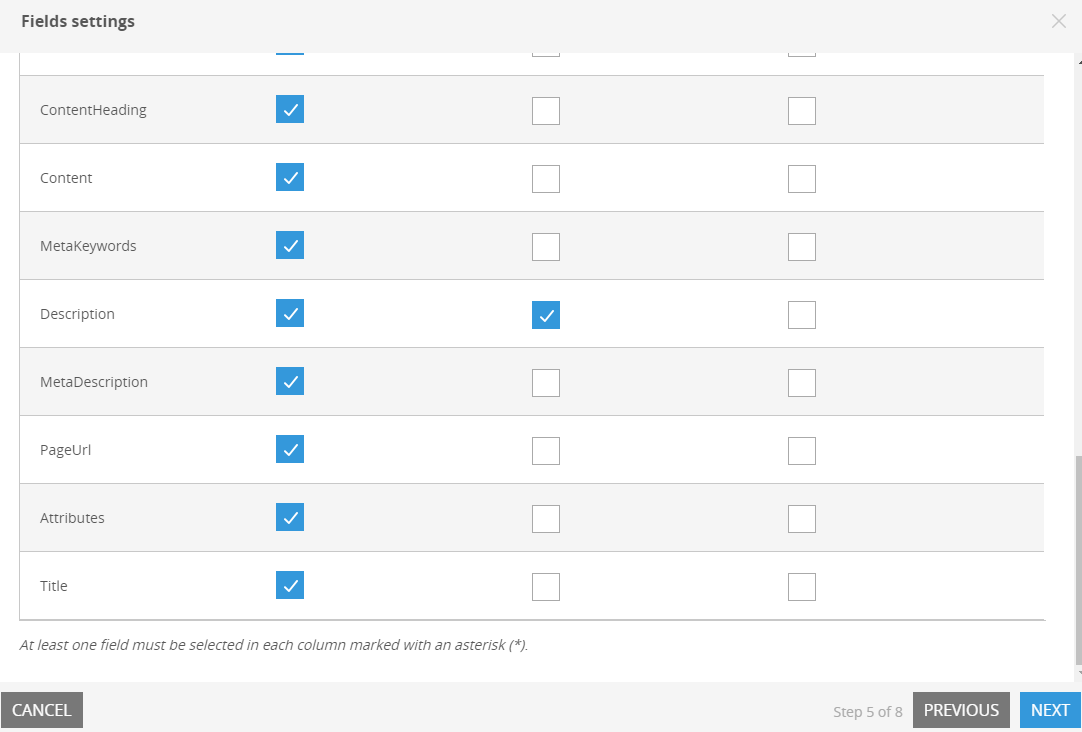 Fields settings
ContentHeading
Content
MetaKeywords
Description
MetaDescription
PageUrl
Attributes
Title
At least one field must be selected in each column marked with an asterisk (*).
CANCEL
Step 5 of 8
PREVIOUS
NEXT